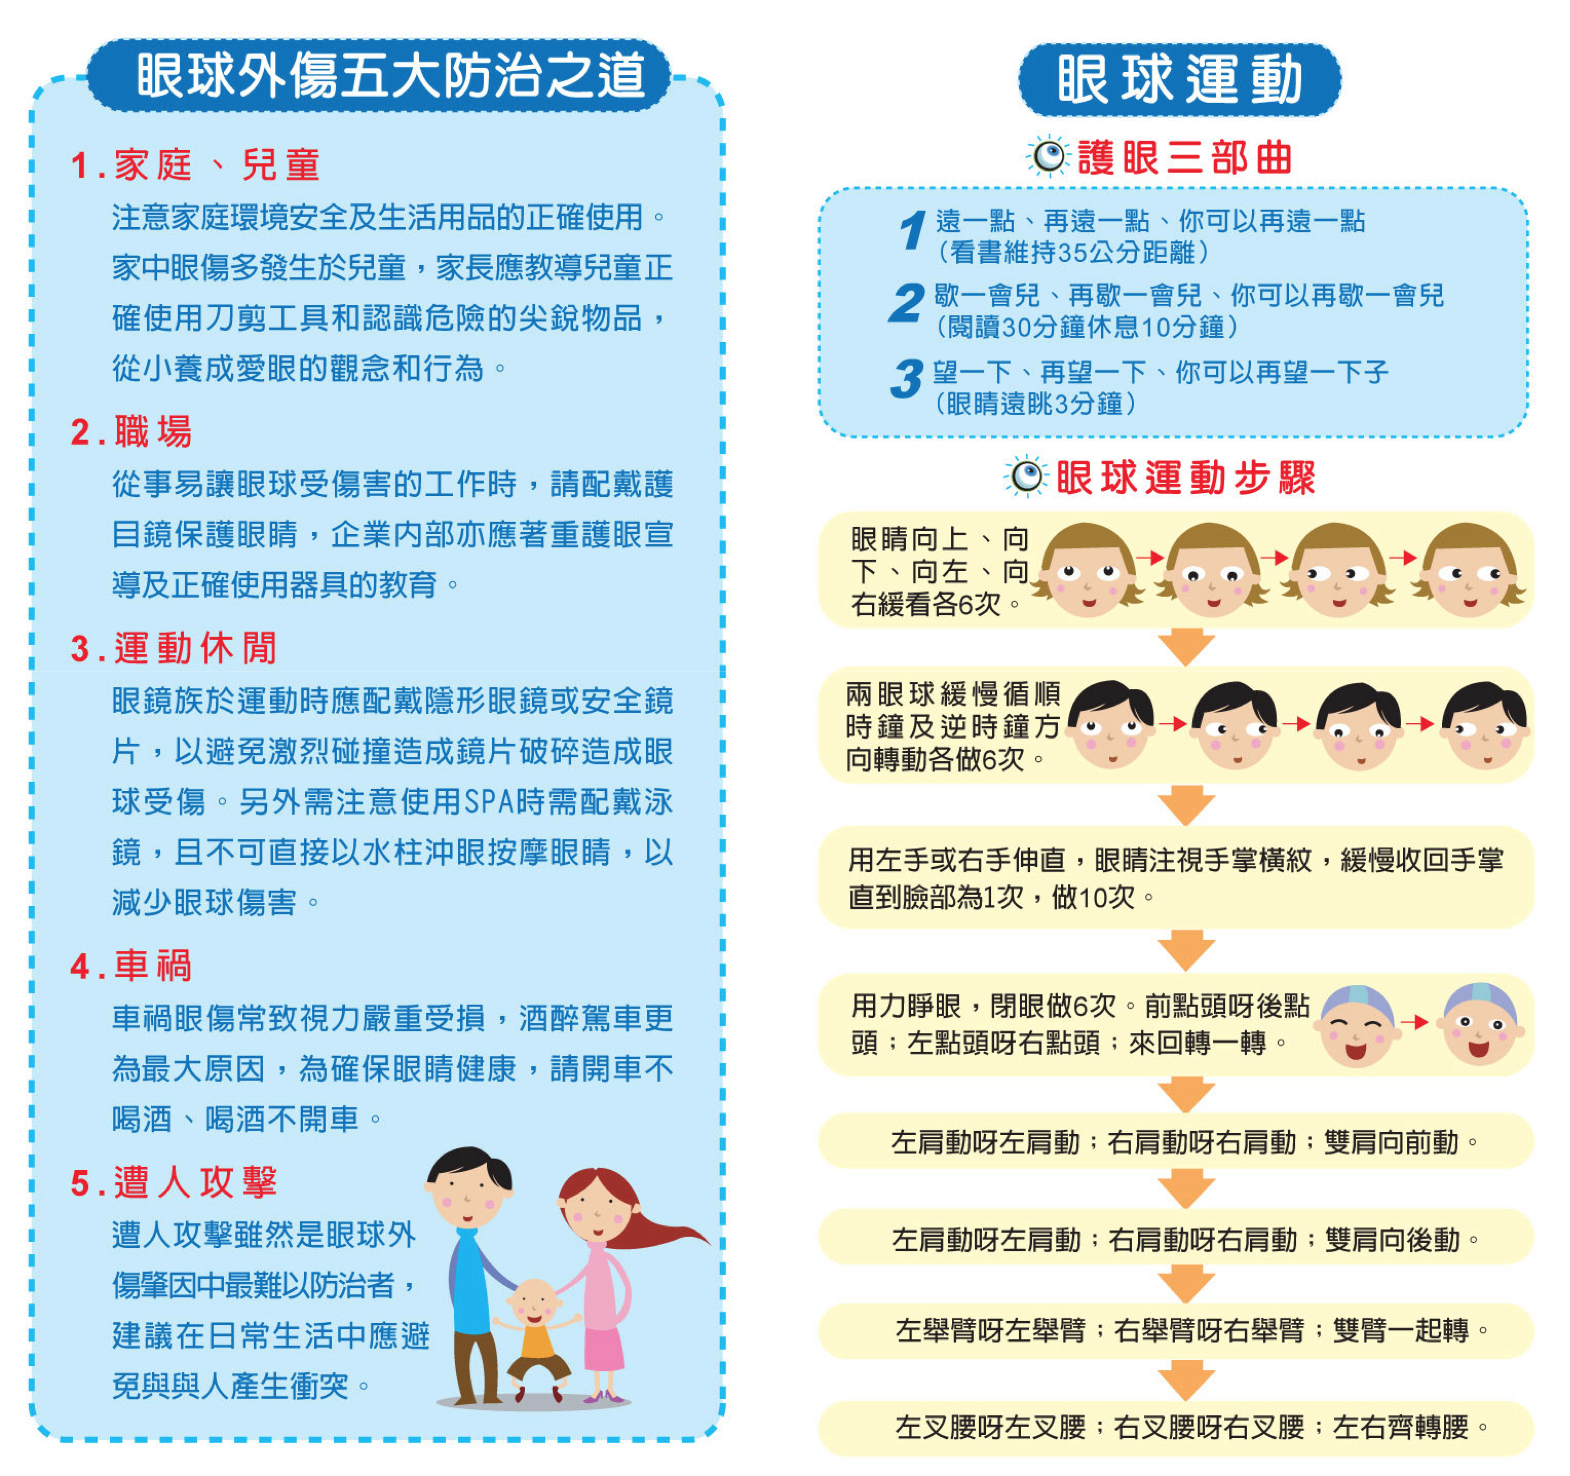 眼球外傷五大防治之道
1.家庭、兒童
注意家庭環境安全及生活用品的正確使用。
家中眼傷多發生於兒童，家長應教導兒童正
確使用刀剪工具和認識危險的尖銳物品，
從小養成愛眼的觀念和行為。
2.職場
從事易讓眼球受傷害的工作時，請配戴護
目鏡保護眼睛，企業內部亦應著重護眼宣
導及正確使用器具的教育。
3.運動休閒
眼鏡族於運動時應配戴隱形眼鏡或安全鏡
片，以避免激烈碰撞造成鏡片破碎造成眼
球受傷。另外需注意使用SPA時需配戴泳
鏡，且不可直接以水柱沖眼按摩眼睛，以
減少眼球傷害。
4.車禍
車禍眼傷常致視力嚴重受損，酒醉駕車更
為最大原因，為確保眼睛健康，請開車不
喝酒、喝酒不開車。
5.遭人攻擊
遭人攻擊雖然是眼球外
傷肇因中最難以防治者，
建議在日常生活中應避
免與與人產生衝突。
眼球運動
護眼三部曲
1 遠一點、再遠一點、你可以再遠一點
（看書維持35公分距離）
2 歇一會兒、再歇一會兒、你可以再歇一會兒
（閱讀30分鐘休息10分鐘）
3 望一下、再望一下、你可以再望一下子
（眼睛遠眺3分鐘）
眼球運動步驟
眼睛向上、向
下、向左、向
右緩看各6次。
兩眼球緩慢循順
時鐘及逆時鐘方
向轉動各做6次。
用左手或右手伸直，眼睛注視手掌橫紋，緩慢收回手掌
直到臉部為1次，做10次。
用力睜眼，閉眼做6次。前點頭呀後點
頭；左點頭呀右點頭；來回轉一轉。
左肩動呀左肩動；右肩動呀右肩動；雙肩向前動。
左肩動呀左肩動；右肩動呀右肩動；雙肩向後動。
左舉臂呀左舉臂；右舉臂呀右舉臂；雙臂一起轉。
左叉腰呀左叉腰；右叉腰呀右叉腰；左右齊轉腰。